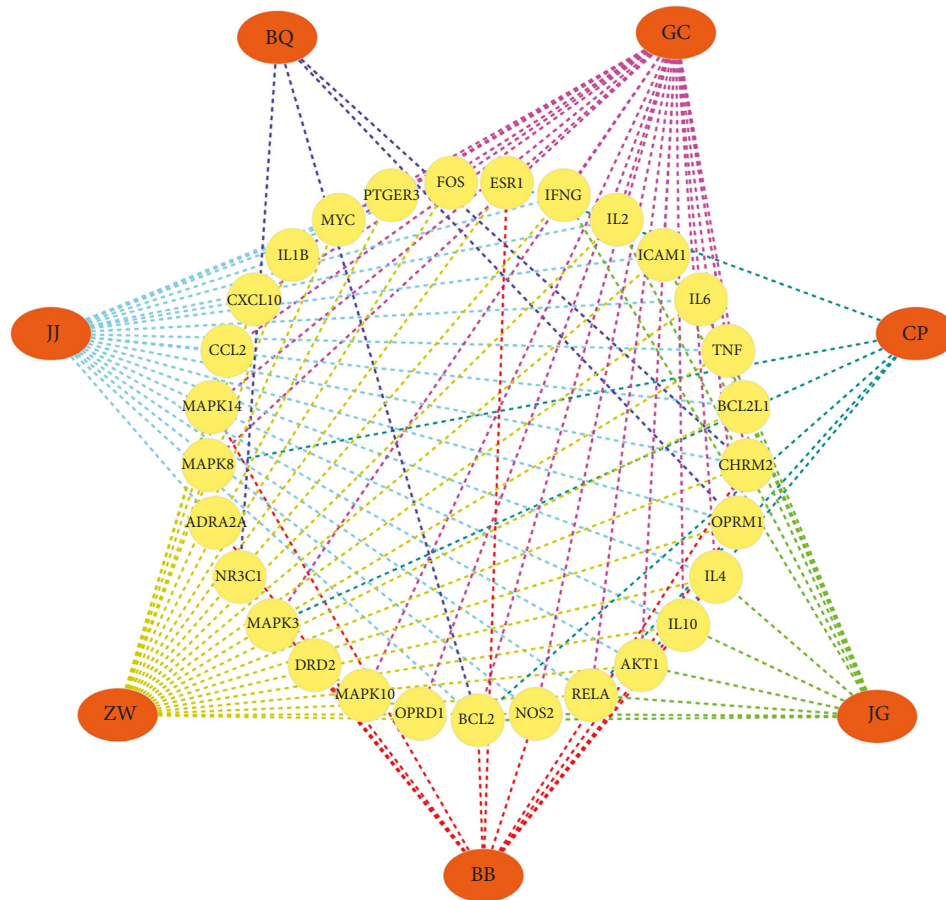 BQ
GC
FOS
ESR1
PTGER3
IFNG
MYC
IL2
IL1B
ICAM1
CXCL10
IL6
JJ
CP
CCL2
TNF
MAPK14
BCL2L1
MAPK8
CHRM2
ADRA2A
OPRM1
NR3C1
IL4
MAPK3
IL10
DRD2
AKT1
MAPK10
RELA
OPRD1
BCL2
NOS2
ZW
JG
BB